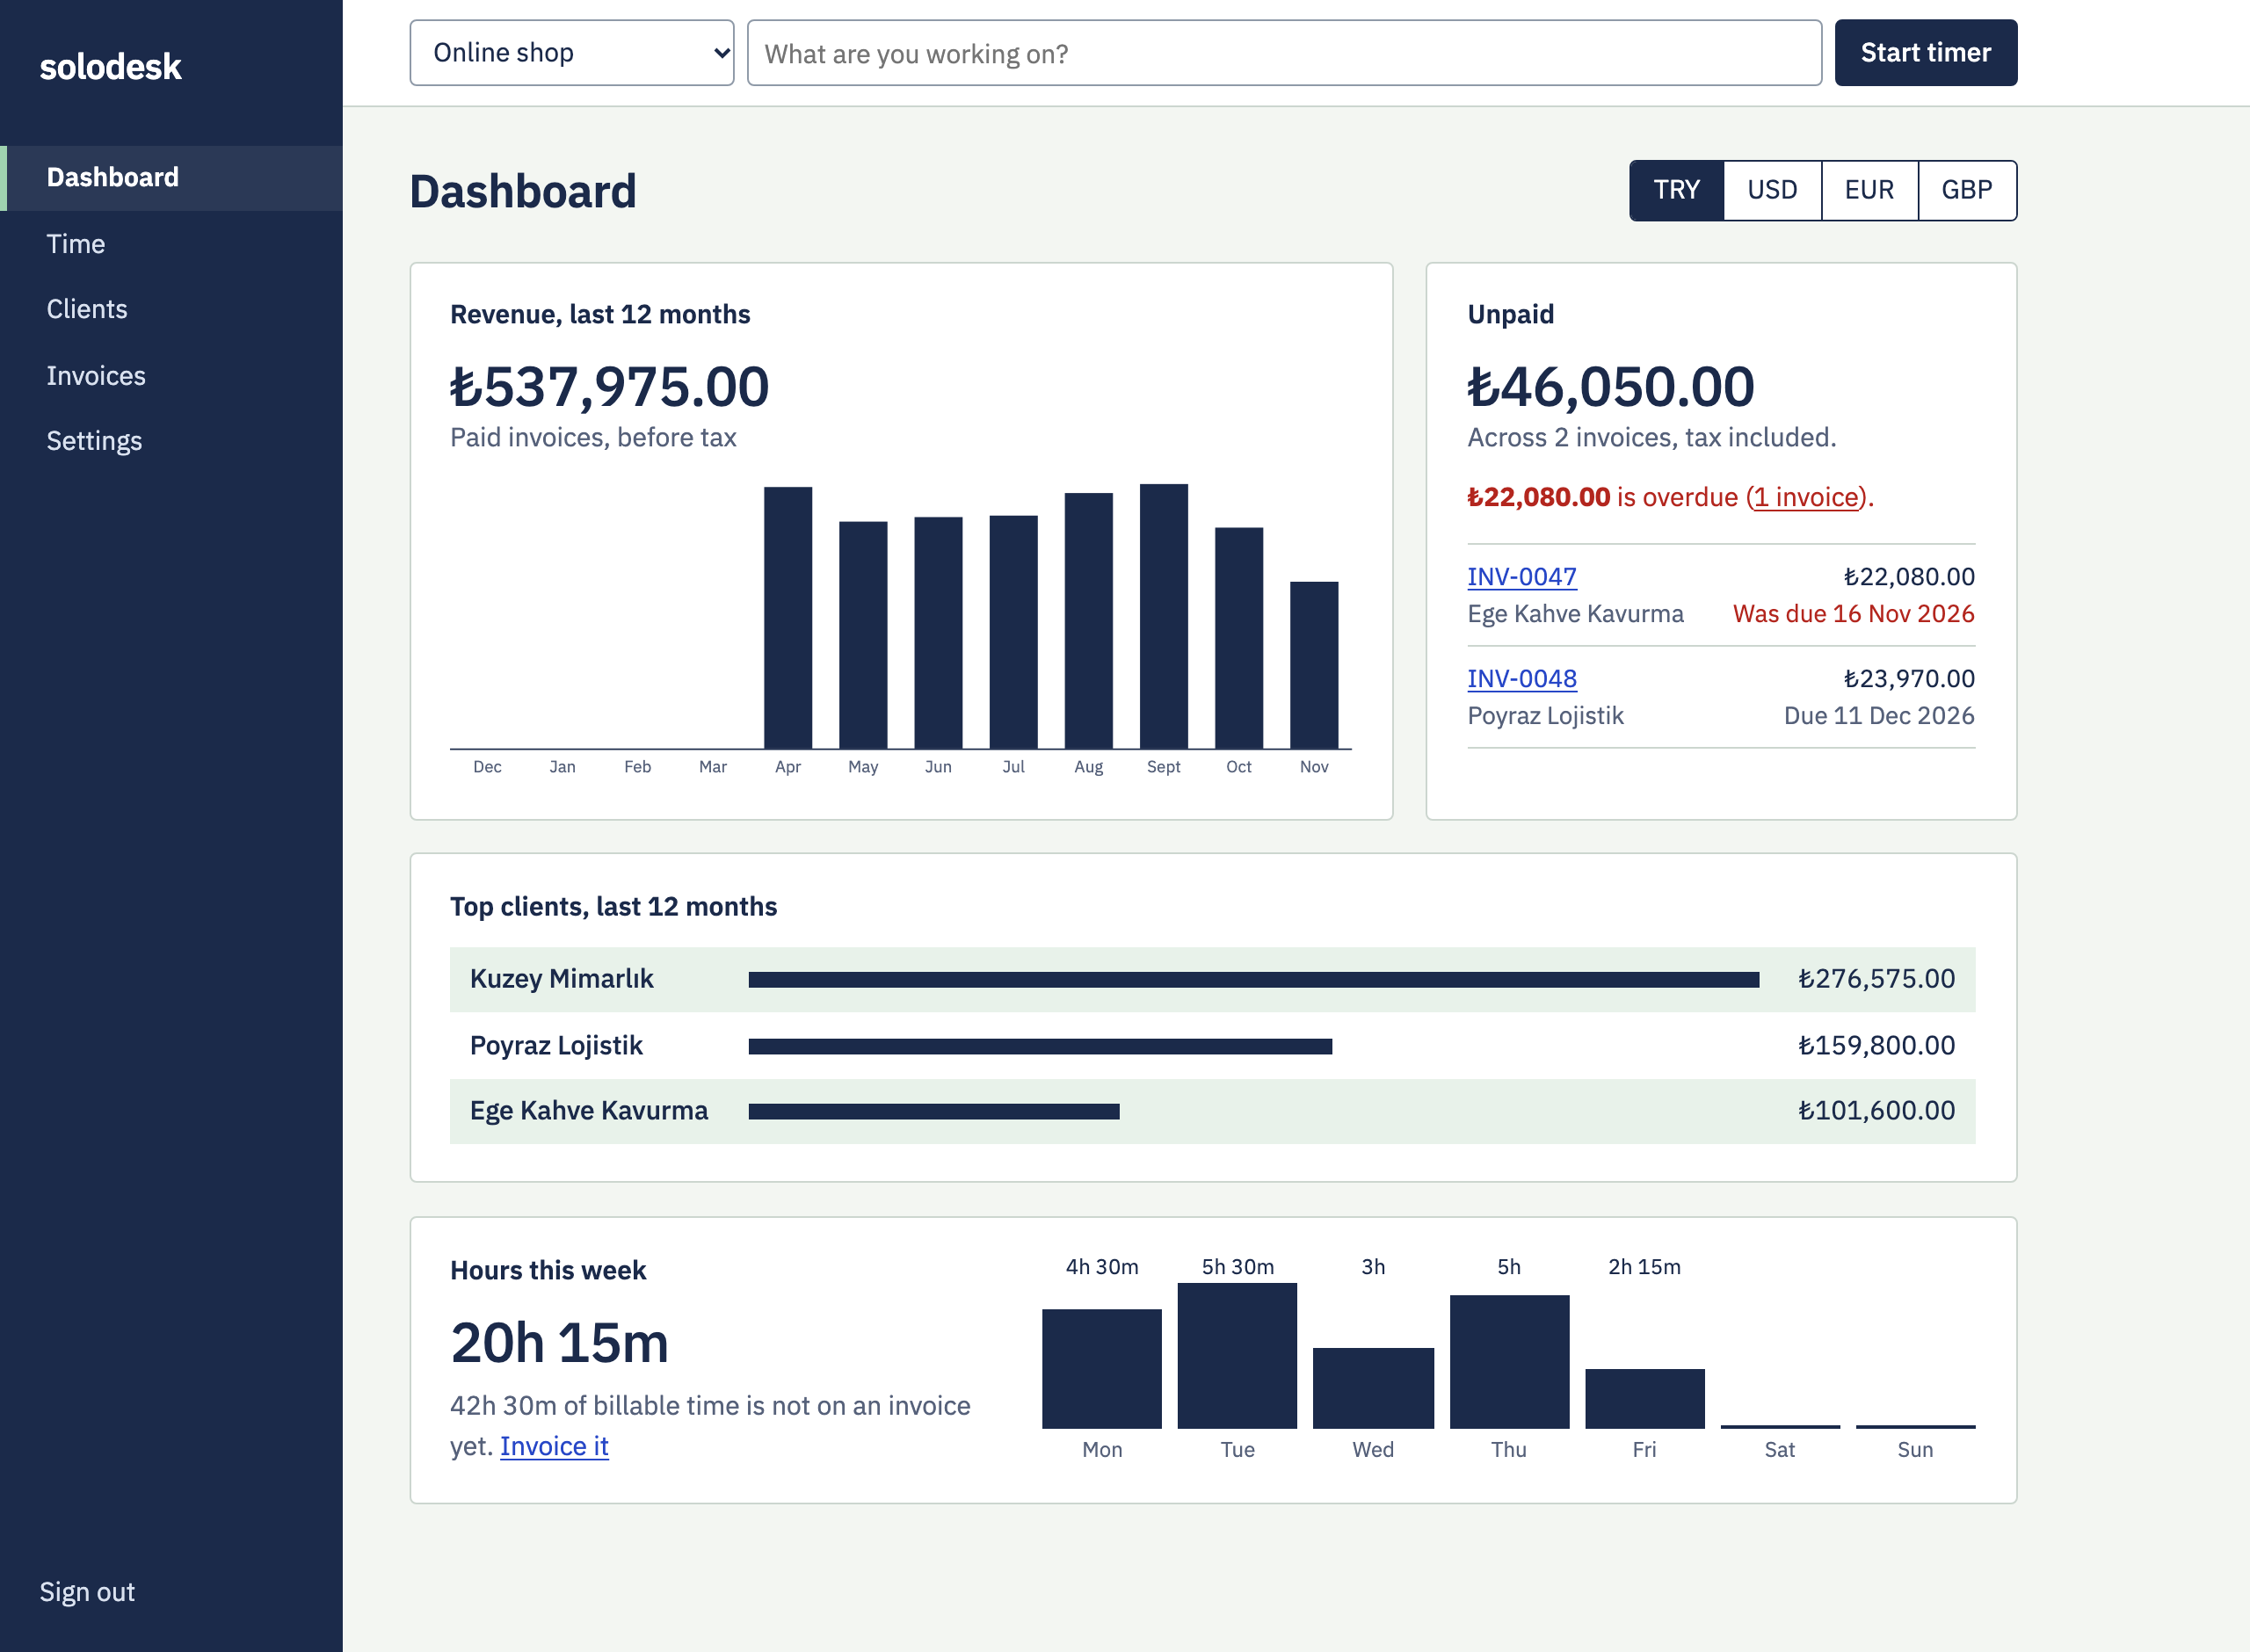 solodesk
Dashboard
Time
Clients
Invoices
Settings
Sign out
Online shop
What are you working on?
Start timer
Dashboard
TRY USD EUR GBP
Revenue, last 12 months
₺537,975.00
Paid invoices, before tax
Dec Jan Feb Mar Apr May Jun Jul Aug Sept Oct Nov
Unpaid
₺46,050.00
Across 2 invoices, tax included.
₺22,080.00 is overdue (1 invoice).
INV-0047 ₺22,080.00
Ege Kahve Kavurma Was due 16 Nov 2026
INV-0048 ₺23,970.00
Poyraz Lojistik Due 11 Dec 2026
Top clients, last 12 months
Kuzey Mimarlık ₺276,575.00
Poyraz Lojistik ₺159,800.00
Ege Kahve Kavurma ₺101,600.00
Hours this week
20h 15m
42h 30m of billable time is not on an invoice
yet. Invoice it
4h 30m 5h 30m 3h 5h 2h 15m
Mon Tue Wed Thu Fri Sat Sun